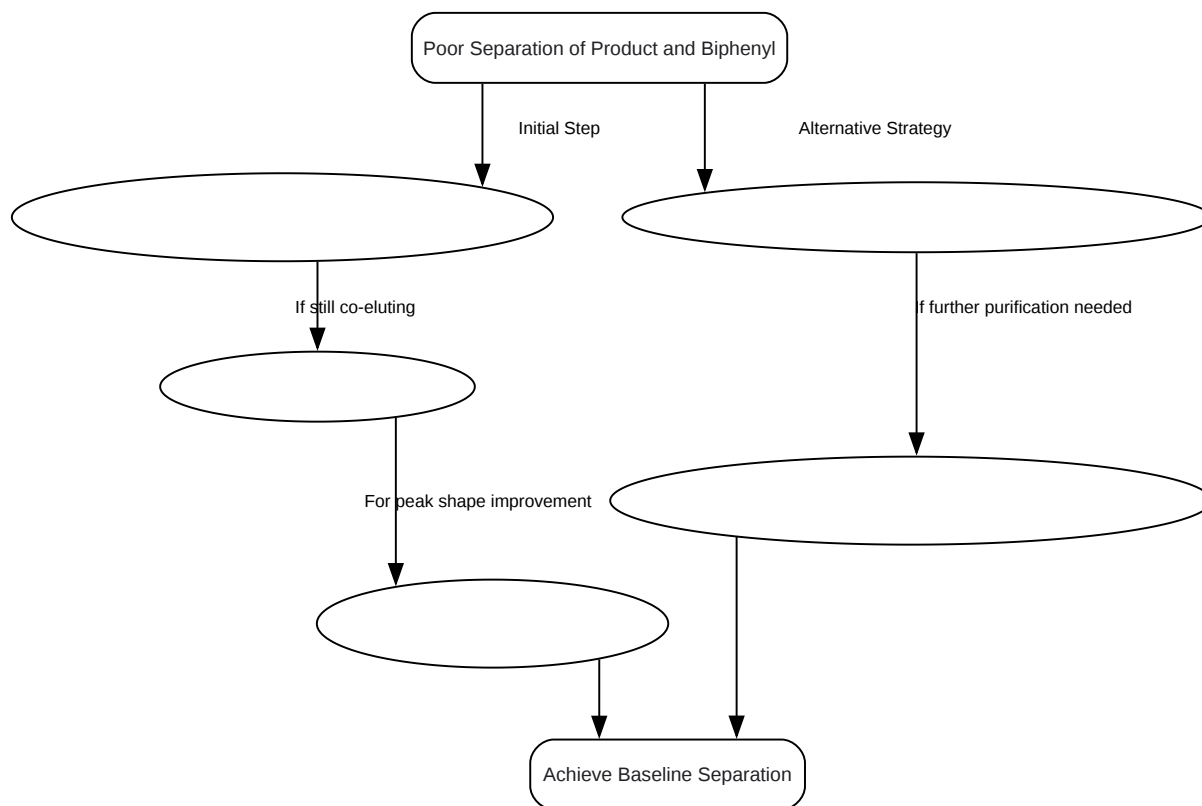 Poor Separation of Product and Biphenyl
Initial Step
Alternative Strategy
If still co-eluting
If further purification needed
For peak shape improvement
Achieve Baseline Separation